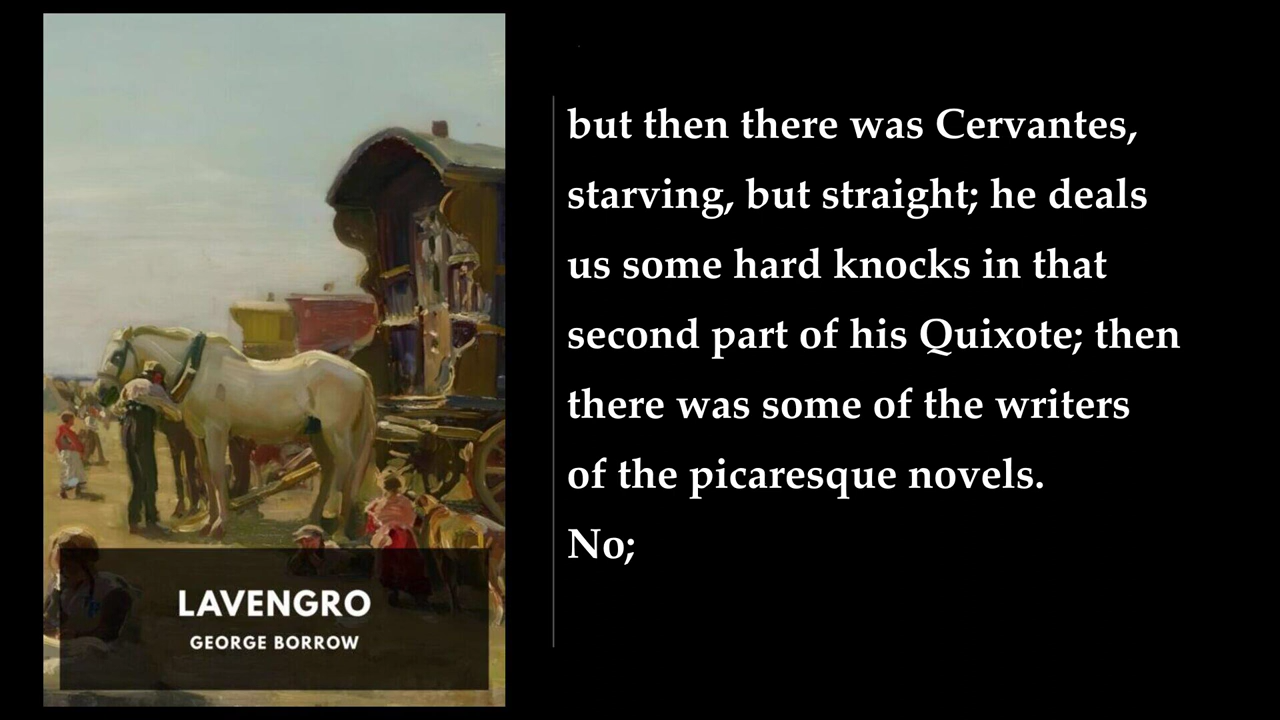 LAVENGRO
GEORGE BORROW
but then there was Cervantes,
starving, but straight; he deals
us some hard knocks in that
second part of his Quixote; then
there was some of the writers
of the picaresque novels.
No;